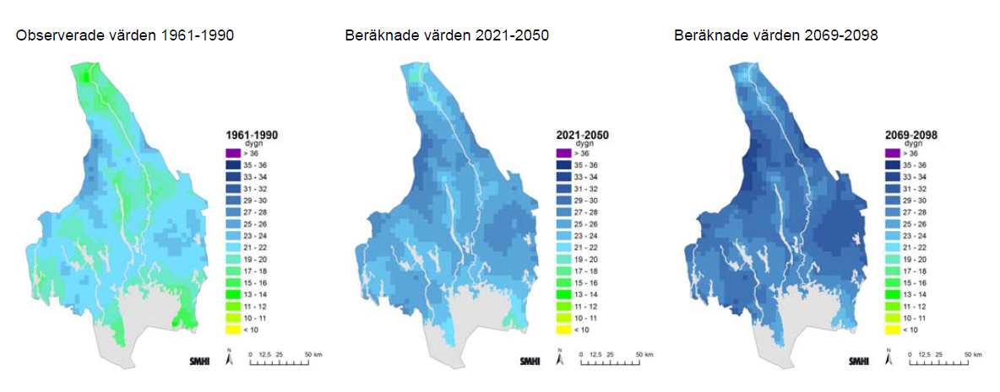 Observerade värden 1961-1990
1961-1990
dygn
> 36
35 - 36
33 - 34
31 - 32
29 - 30
27 - 28
25 - 26
23 - 24
21 - 22
19 - 20
17 - 18
15 - 16
13 - 14
11 - 12
10 - 11
< 10
N
0 12,5 25 50 km
SMHI
Beräknade värden 2021-2050
2021-2050
dygn
> 36
35 - 36
33 - 34
31 - 32
29 - 30
27 - 28
25 - 26
23 - 24
21 - 22
19 - 20
17 - 18
15 - 16
13 - 14
11 - 12
10 - 11
< 10
N
0 12,5 25 50 km
SMHI
Beräknade värden 2069-2098
2069-2098
dygn
> 36
35 - 36
33 - 34
31 - 32
29 - 30
27 - 28
25 - 26
23 - 24
21 - 22
19 - 20
17 - 18
15 - 16
13 - 14
11 - 12
10 - 11
< 10
N
0 12,5 25 50 km
SMHI